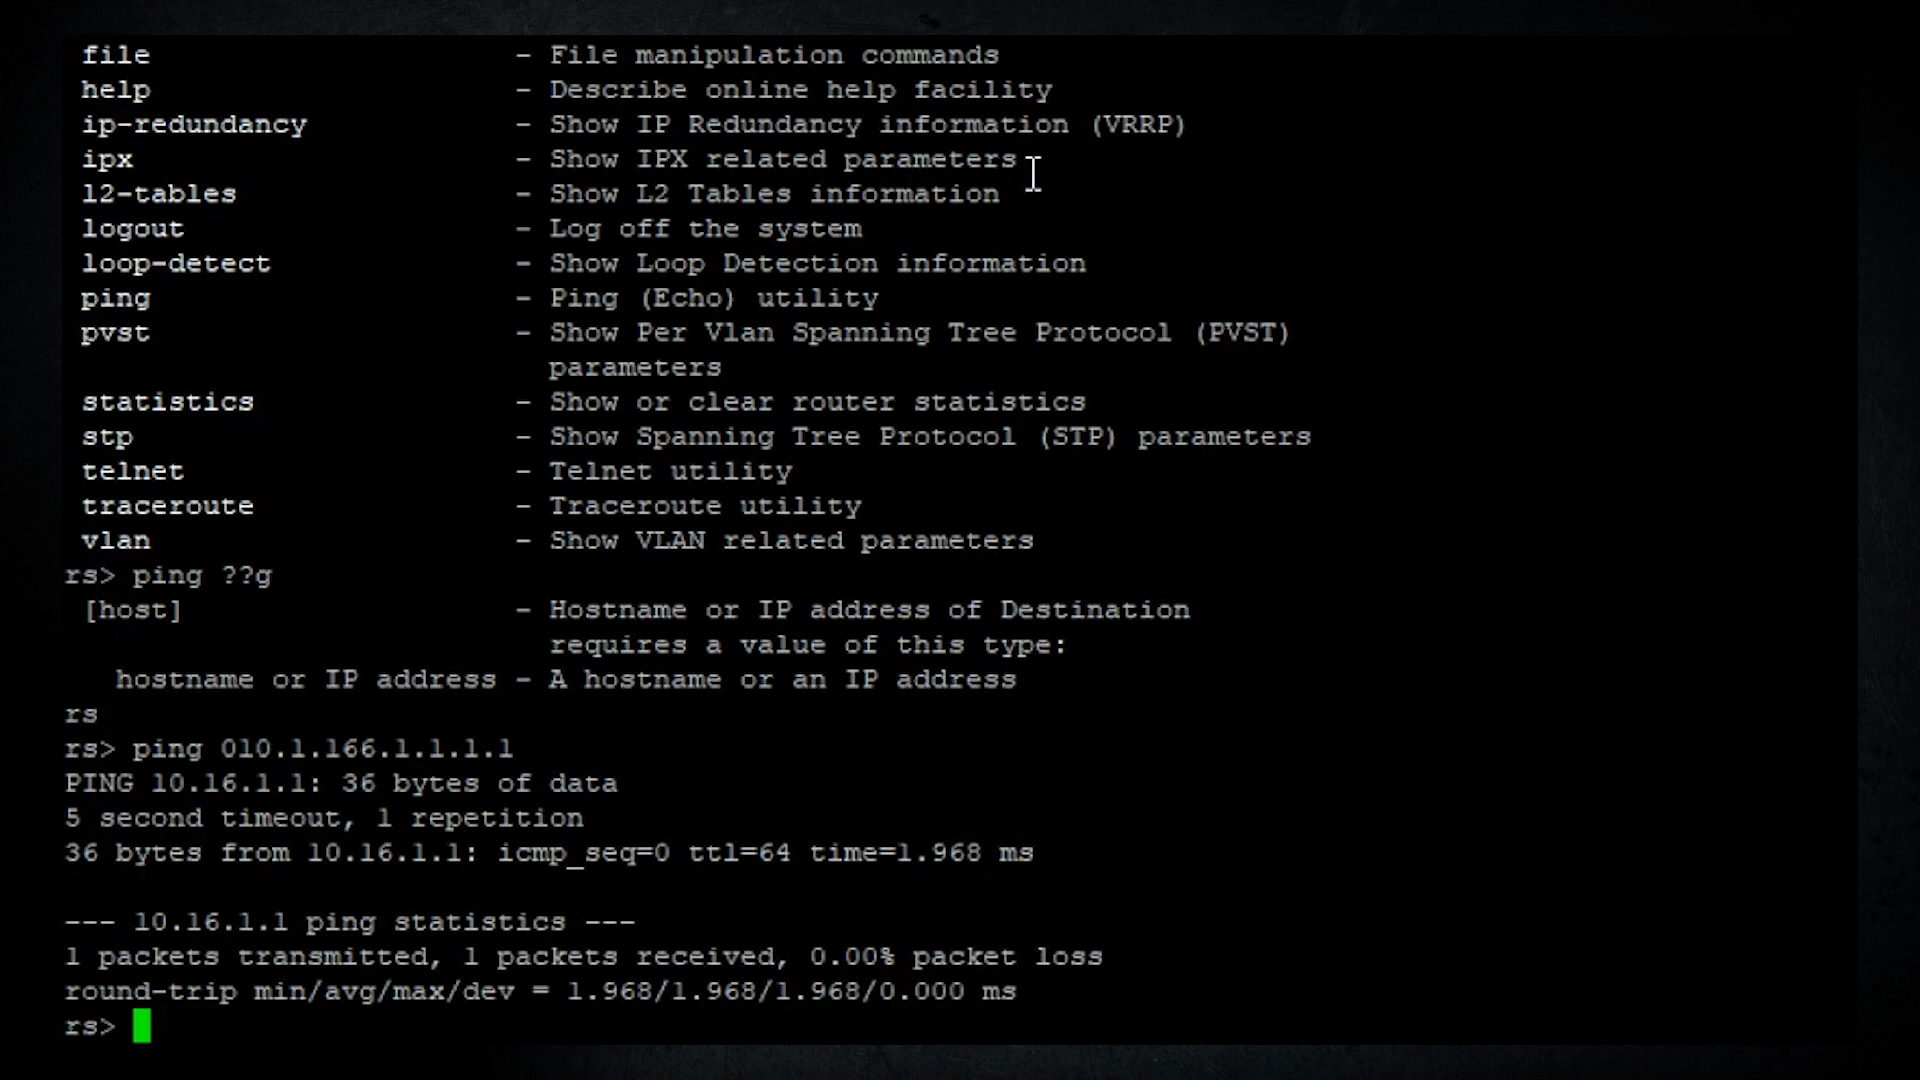 file - File manipulation commands
help - Describe online help facility
ip-redundancy - Show IP Redundancy information (VRRP)
ipx - Show IPX related parameters
l2-tables - Show L2 Tables information
logout - Log off the system
loop-detect - Show Loop Detection information
ping - Ping (Echo) utility
pvst - Show Per Vlan Spanning Tree Protocol (PVST)
parameters
statistics - Show or clear router statistics
stp - Show Spanning Tree Protocol (STP) parameters
telnet - Telnet utility
traceroute - Traceroute utility
vlan - Show VLAN related parameters
rs> ping ??g
[host] - Hostname or IP address of Destination
requires a value of this type:
hostname or IP address - A hostname or an IP address
rs
rs> ping 010.1.166.1.1.1.1
PING 10.16.1.1: 36 bytes of data
5 second timeout, 1 repetition
36 bytes from 10.16.1.1: icmp_seq=0 ttl=64 time=1.968 ms
--- 10.16.1.1 ping statistics ---
1 packets transmitted, 1 packets received, 0.00% packet loss
round-trip min/avg/max/dev = 1.968/1.968/1.968/0.000 ms
rs>